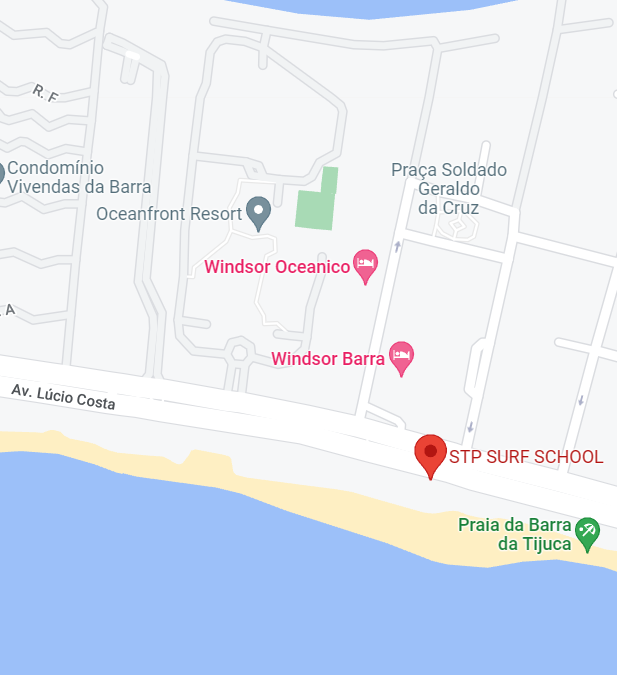 R. F
Condomínio
Vivendas da Barra
Praça Soldado
Geraldo
da Cruz
Oceanfront Resort
Windsor Oceanico
A
Windsor Barra
Av. Lúcio Costa
STP SURF SCHOOL
Praia da Barra
da Tijuca